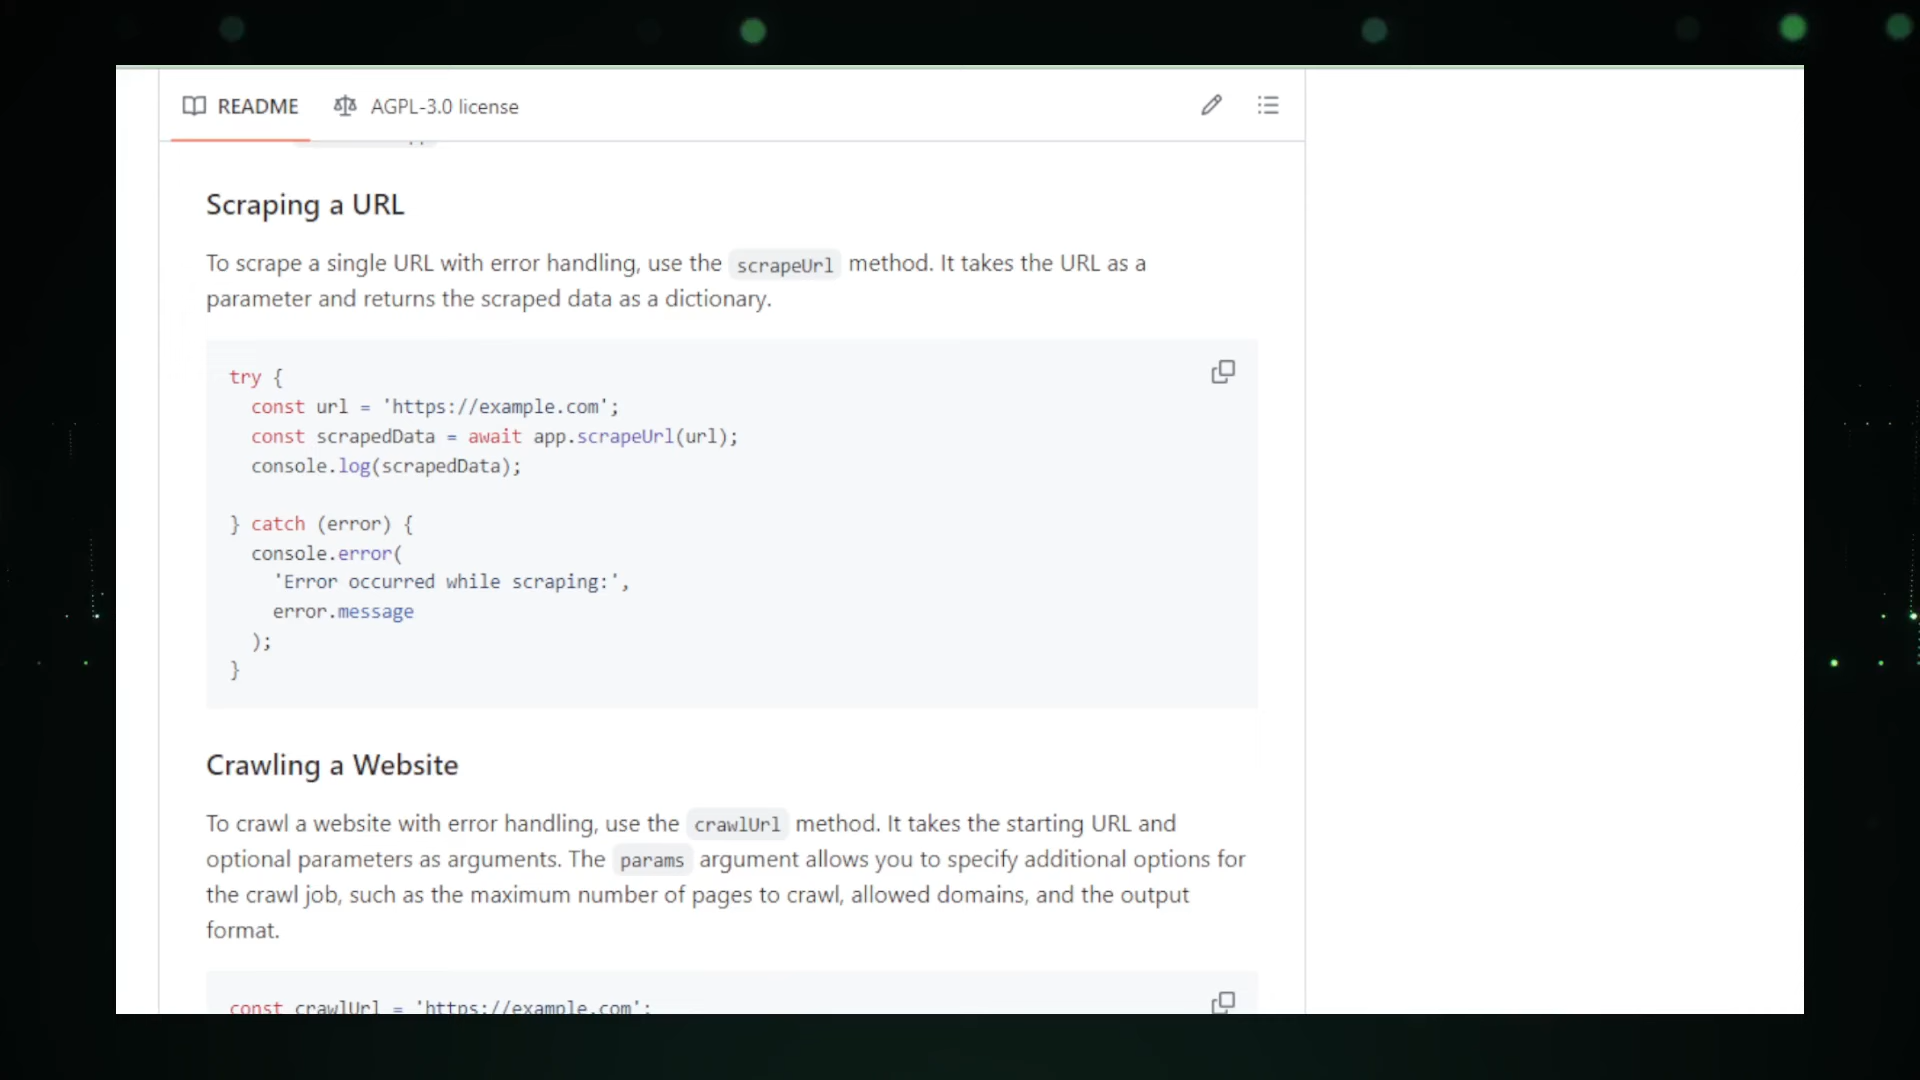 README AGPL-3.0 license
Scraping a URL
To scrape a single URL with error handling, use the scrapeUrl method. It takes the URL as a
parameter and returns the scraped data as a dictionary.
try {
  const url = 'https://example.com';
  const scrapedData = await app.scrapeUrl(url);
  console.log(scrapedData);
} catch (error) {
  console.error(
    'Error occurred while scraping:',
    error.message
  );
}
Crawling a Website
To crawl a website with error handling, use the crawlUrl method. It takes the starting URL and
optional parameters as arguments. The params argument allows you to specify additional options for
the crawl job, such as the maximum number of pages to crawl, allowed domains, and the output
format.
const crawlUrl = 'https://example.com';